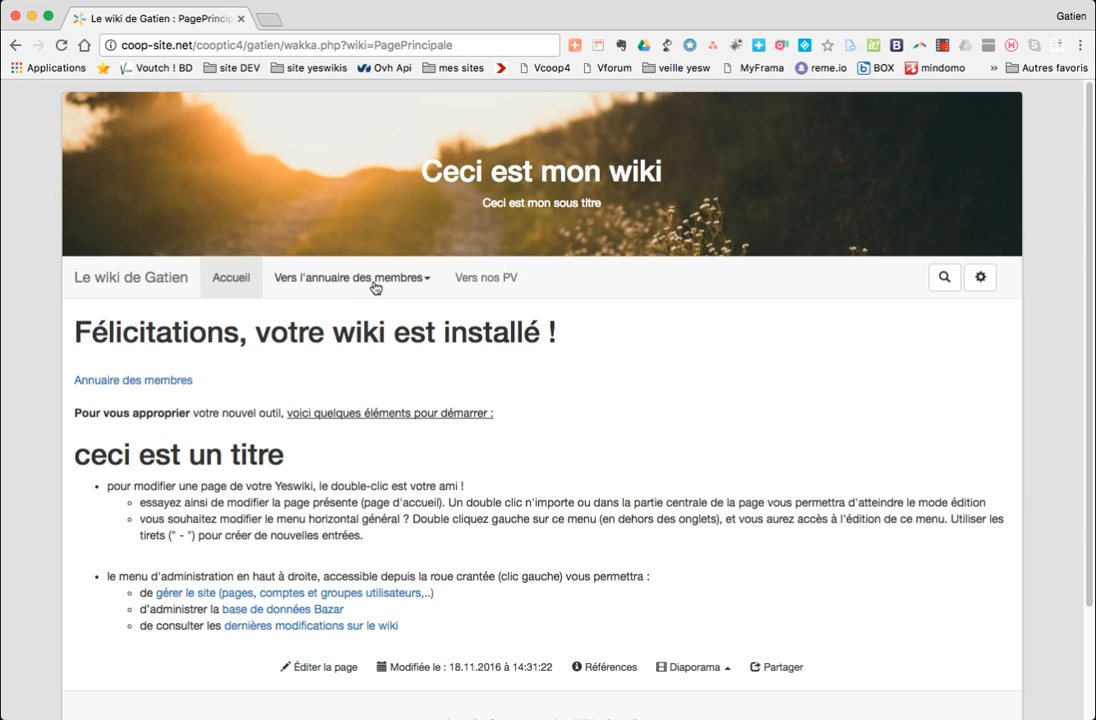 Le wiki de Gatien : PagePrincip
Gatien
coop-site.net/cooptic4/gatien/wakka.php?wiki=PagePrincipale
Applications Voutch ! BD site DEV site yeswikis Ovh Api mes sites Vcoop4 Vforum veille yesw MyFrama reme.io BOX mindomo » Autres favoris
Ceci est mon wiki
Ceci est mon sous titre
Le wiki de Gatien Accueil Vers l'annuaire des membres Vers nos PV
Félicitations, votre wiki est installé !
Annuaire des membres
Pour vous approprier votre nouvel outil, voici quelques éléments pour démarrer :
ceci est un titre
• pour modifier une page de votre Yeswiki, le double-clic est votre ami !
◦ essayez ainsi de modifier la page présente (page d'accueil). Un double clic n'importe ou dans la partie centrale de la page vous permettra d'atteindre le mode édition
◦ vous souhaitez modifier le menu horizontal général ? Double cliquez gauche sur ce menu (en dehors des onglets), et vous aurez accès à l'édition de ce menu. Utiliser les
tirets (" - ") pour créer de nouvelles entrées.
• le menu d'administration en haut à droite, accessible depuis la roue crantée (clic gauche) vous permettra :
◦ de gérer le site (pages, comptes et groupes utilisateurs,..)
◦ d'administrer la base de données Bazar
◦ de consulter les dernières modifications sur le wiki
Éditer la page Modifiée le : 18.11.2016 à 14:31:22 Références Diaporama Partager